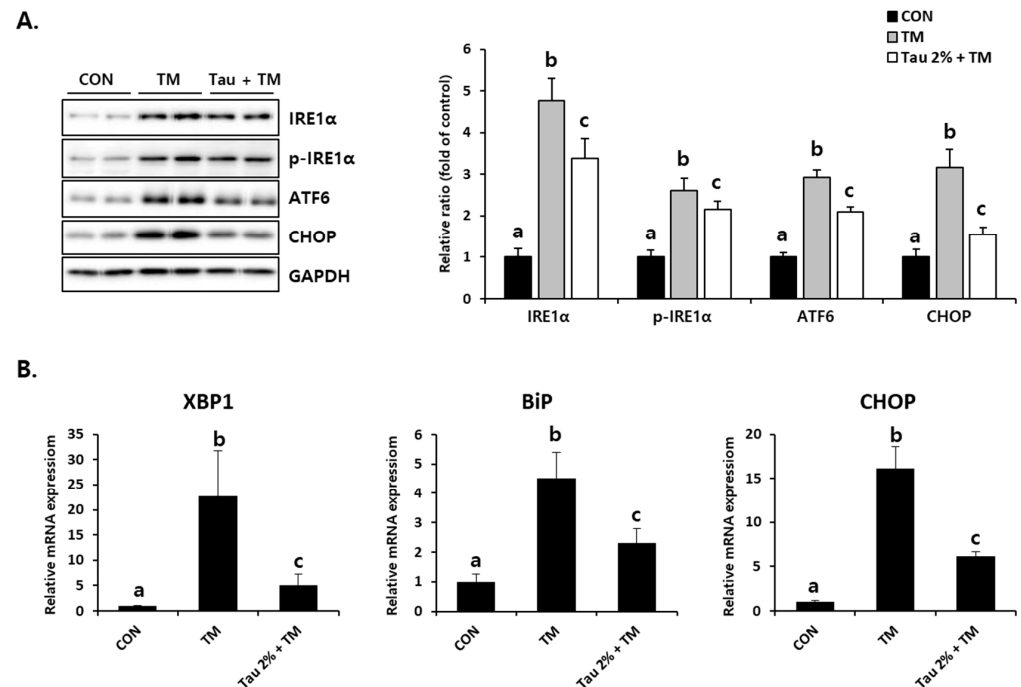 A.
CON TM Tau + TM
IRE1α
p-IRE1α
ATF6
CHOP
GAPDH
CON
TM
Tau 2% + TM
Relative ratio (fold of control)
6
5
4
3
2
1
0
a b c a b c a b c a b c
IRE1α p-IRE1α ATF6 CHOP
B.
XBP1
Relative mRNA expressiom
35
30
25
20
15
10
5
0
a b c
CON TM Tau 2% + TM
BiP
Relative mRNA expressiom
6
5
4
3
2
1
0
a b c
CON TM Tau 2% + TM
CHOP
Relative mRNA expressiom
20
15
10
5
0
a b c
CON TM Tau 2% + TM